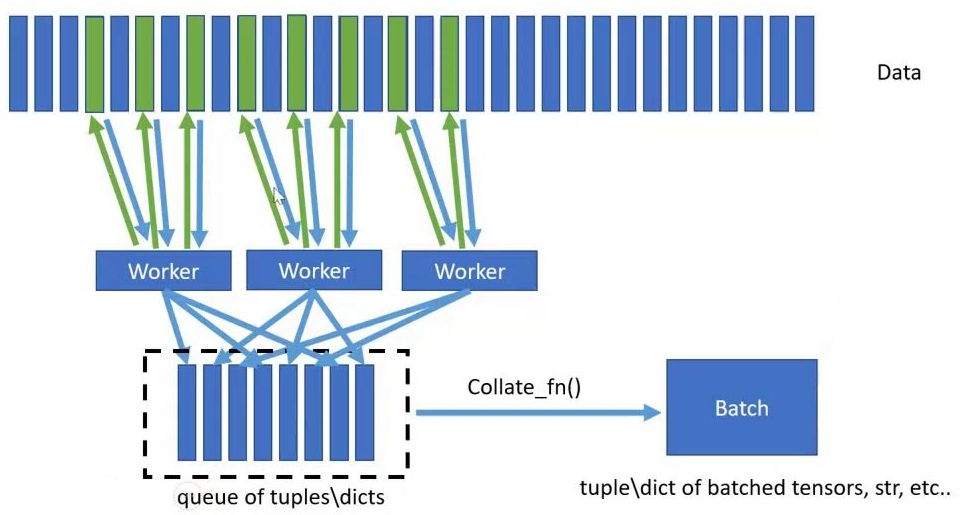 Data
Worker
Worker
Worker
Collate_fn()
Batch
queue of tuples\dicts
tuple\dict of batched tensors, str, etc..